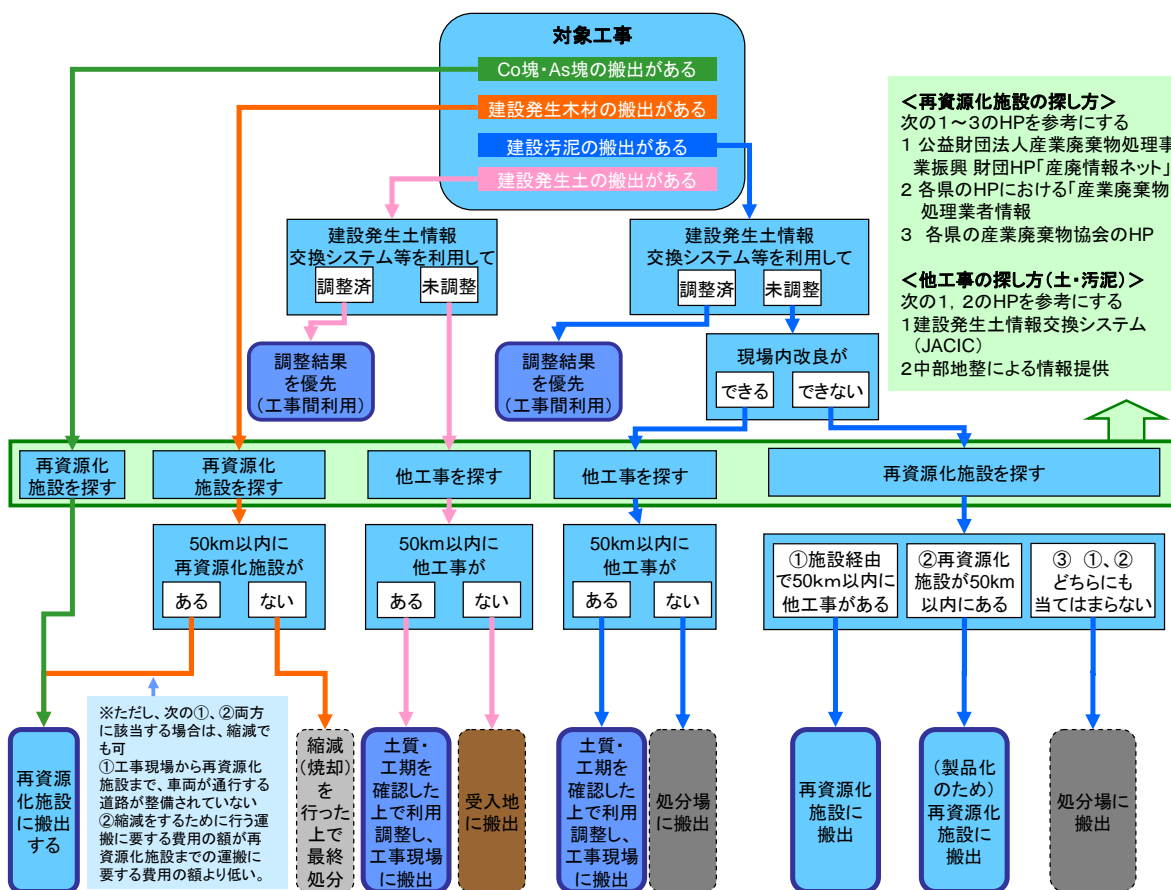 対象工事
Co塊・As塊の搬出がある
建設発生木材の搬出がある
建設汚泥の搬出がある
建設発生土の搬出がある
＜再資源化施設の探し方＞
次の１～３のHPを参考にする
１ 公益財団法人産業廃棄物処理事
業振興 財団HP「産廃情報ネット」
２ 各県のHPにおける「産業廃棄物
処理業者情報
３ 各県の産業廃棄物協会のHP
＜他工事の探し方（土・汚泥）＞
次の１，２のHPを参考にする
１建設発生土情報交換システム
（JACIC）
２中部地整による情報提供
建設発生土情報
交換システム等を利用して
調整済
未調整
建設発生土情報
交換システム等を利用して
調整済
未調整
調整結果
を優先
（工事間利用）
調整結果
を優先
（工事間利用）
現場内改良が
できる
できない
再資源化
施設を探す
再資源化
施設を探す
他工事を探す
他工事を探す
再資源化施設を探す
50km以内に
再資源化施設が
ある
ない
50km以内に
他工事が
ある
ない
50km以内に
他工事が
ある
ない
①施設経由
で50ｋｍ以内に
他工事がある
②再資源化
施設が50km
以内にある
③ ①、②
どちらにも
当てはまらない
※ただし、次の①、②両方
に該当する場合は、縮減で
も可
①工事現場から再資源化
施設まで、車両が通行する
道路が整備されていない
②縮減をするために行う運
搬に要する費用の額が再
資源化施設までの運搬に
要する費用の額より低い。
再資源
化施設
に搬出
する
縮減
（焼却）を
行った
上で
最終
処分
土質・
工期を
確認した
上で利用
調整し、
工事現場
に搬出
受入地
に搬出
土質・
工期を
確認した
上で利用
調整し、
工事現場
に搬出
処分場
に搬出
再資源化
施設に
搬出
（製品化
のため）
再資源化
施設に
搬出
処分場に
搬出